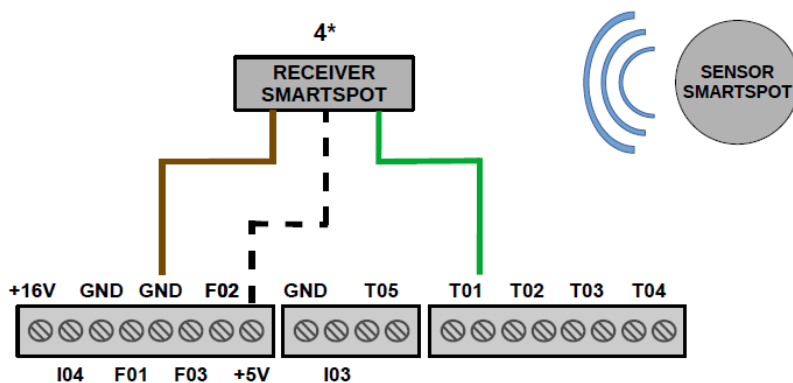 4*
RECEIVER
SMARTSPOT
SENSOR
SMARTSPOT
+16V GND GND F02 GND T05 T01 T02 T03 T04
I04 F01 F03 +5V I03